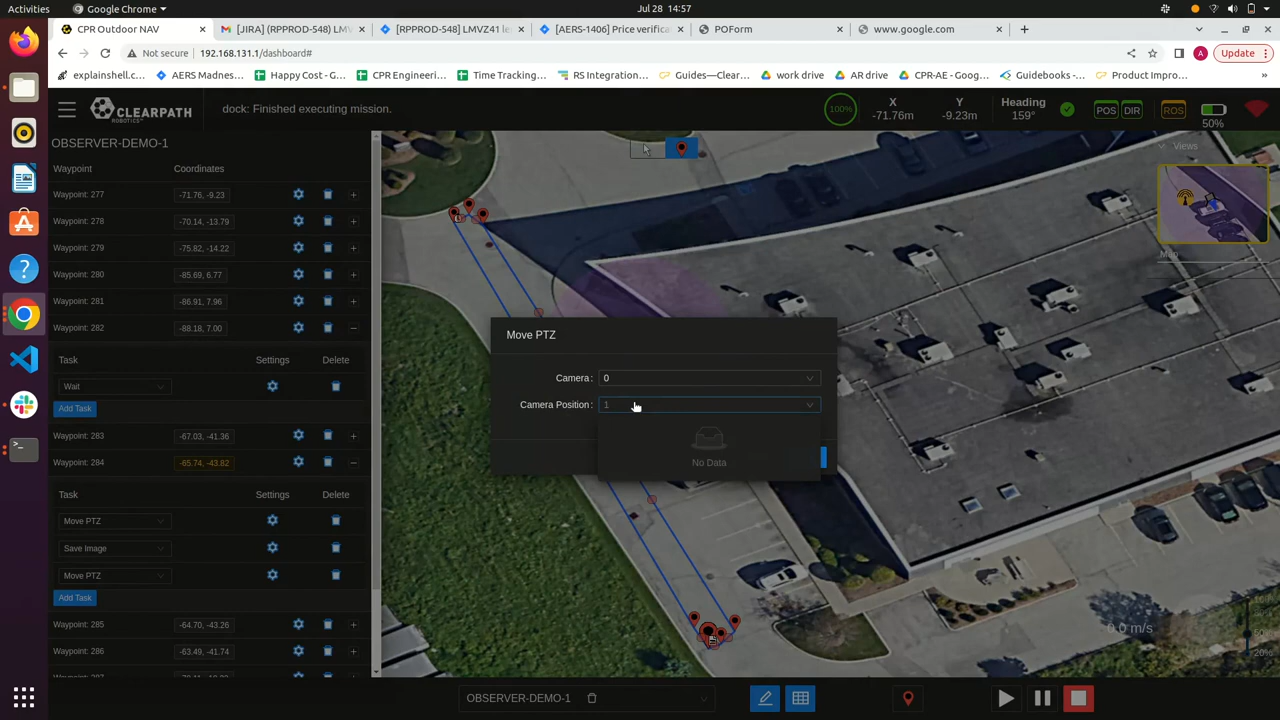 Activities
Google Chrome
Jul 28 14:57
CPR Outdoor NAV
[JIRA] (RPPROD-548) LMV
[RPPROD-548] LMVZ41 le
[AERS-1406] Price verifica
POForm
www.google.com
Not secure
192.168.131.1/dashboard#
A
Update
explainshell.com
AERS Madnes...
Happy Cost - G...
CPR Engineeri...
Time Tracking...
RS Integration...
Guides—Clear...
work drive
AR drive
CPR-AE - Goog...
Guidebooks -...
Product Impro...
»
CLEARPATH
ROBOTICS
dock: Finished executing mission.
100%
X
-71.76m
Y
-9.23m
Heading
159°
POS
DIR
ROS
50%
OBSERVER-DEMO-1
Waypoint
Coordinates
Waypoint: 277
-71.76, -9.23
Waypoint: 278
-70.14, -13.79
Waypoint: 279
-75.82, -14.22
Waypoint: 280
-85.69, 6.77
Waypoint: 281
-86.91, 7.96
Waypoint: 282
-88.18, 7.00
Task
Settings
Delete
Wait
Add Task
Waypoint: 283
-67.03, -41.36
Waypoint: 284
-65.74, -43.82
Task
Settings
Delete
Move PTZ
Save Image
Move PTZ
Add Task
Waypoint: 285
-64.70, -43.26
Waypoint: 286
-63.49, -41.74
Views
Map
Move PTZ
Camera:
0
Camera Position:
1
No Data
0.0 m/s
20%
OBSERVER-DEMO-1